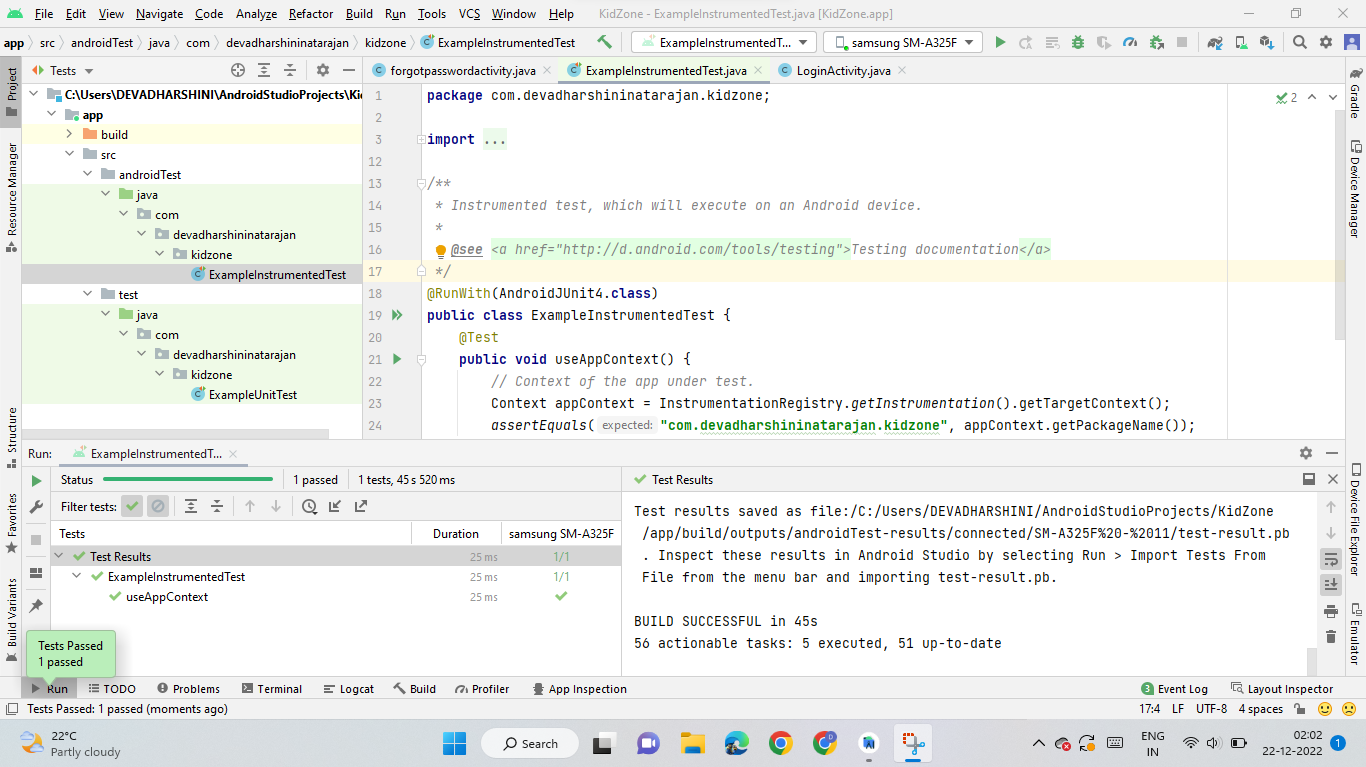 File Edit View Navigate Code Analyze Refactor Build Run Tools VCS Window Help KidZone - ExampleInstrumentedTest.java [KidZone.app]
app src androidTest java com devadharshininatarajan kidzone ExampleInstrumentedTest ExampleInstrumentedT... samsung SM-A325F
Tests
forgotpasswordactivity.java ExampleInstrumentedTest.java LoginActivity.java
Project
Resource Manager
Structure
Favorites
Build Variants
C:\Users\DEVADHARSHINI\AndroidStudioProjects\Kid
app
build
src
androidTest
java
com
devadharshininatarajan
kidzone
ExampleInstrumentedTest
test
java
com
devadharshininatarajan
kidzone
ExampleUnitTest
1 package com.devadharshininatarajan.kidzone;
2
3 import ...
12
13 /**
14 * Instrumented test, which will execute on an Android device.
15 *
16 * @see <a href="http://d.android.com/tools/testing">Testing documentation</a>
17 */
18 @RunWith(AndroidJUnit4.class)
19 public class ExampleInstrumentedTest {
20 @Test
21 public void useAppContext() {
22 // Context of the app under test.
23 Context appContext = InstrumentationRegistry.getInstrumentation().getTargetContext();
24 assertEquals( expected: "com.devadharshininatarajan.kidzone", appContext.getPackageName());
2
Gradle
Device Manager
Device File Explorer
Emulator
Run: ExampleInstrumentedT...
Status 1 passed 1 tests, 45 s 520 ms
Filter tests:
Tests Duration samsung SM-A325F
Test Results 25 ms 1/1
ExampleInstrumentedTest 25 ms 1/1
useAppContext 25 ms
Test Results
Test results saved as file:/C:/Users/DEVADHARSHINI/AndroidStudioProjects/KidZone
/app/build/outputs/androidTest-results/connected/SM-A325F%20-%2011/test-result.pb
. Inspect these results in Android Studio by selecting Run > Import Tests From
File from the menu bar and importing test-result.pb.
BUILD SUCCESSFUL in 45s
56 actionable tasks: 5 executed, 51 up-to-date
Tests Passed
1 passed
Run TODO Problems Terminal Logcat Build Profiler App Inspection 3 Event Log Layout Inspector
Tests Passed: 1 passed (moments ago) 17:4 LF UTF-8 4 spaces
22°C
Partly cloudy
Search
ENG
IN
02:02
22-12-2022
1